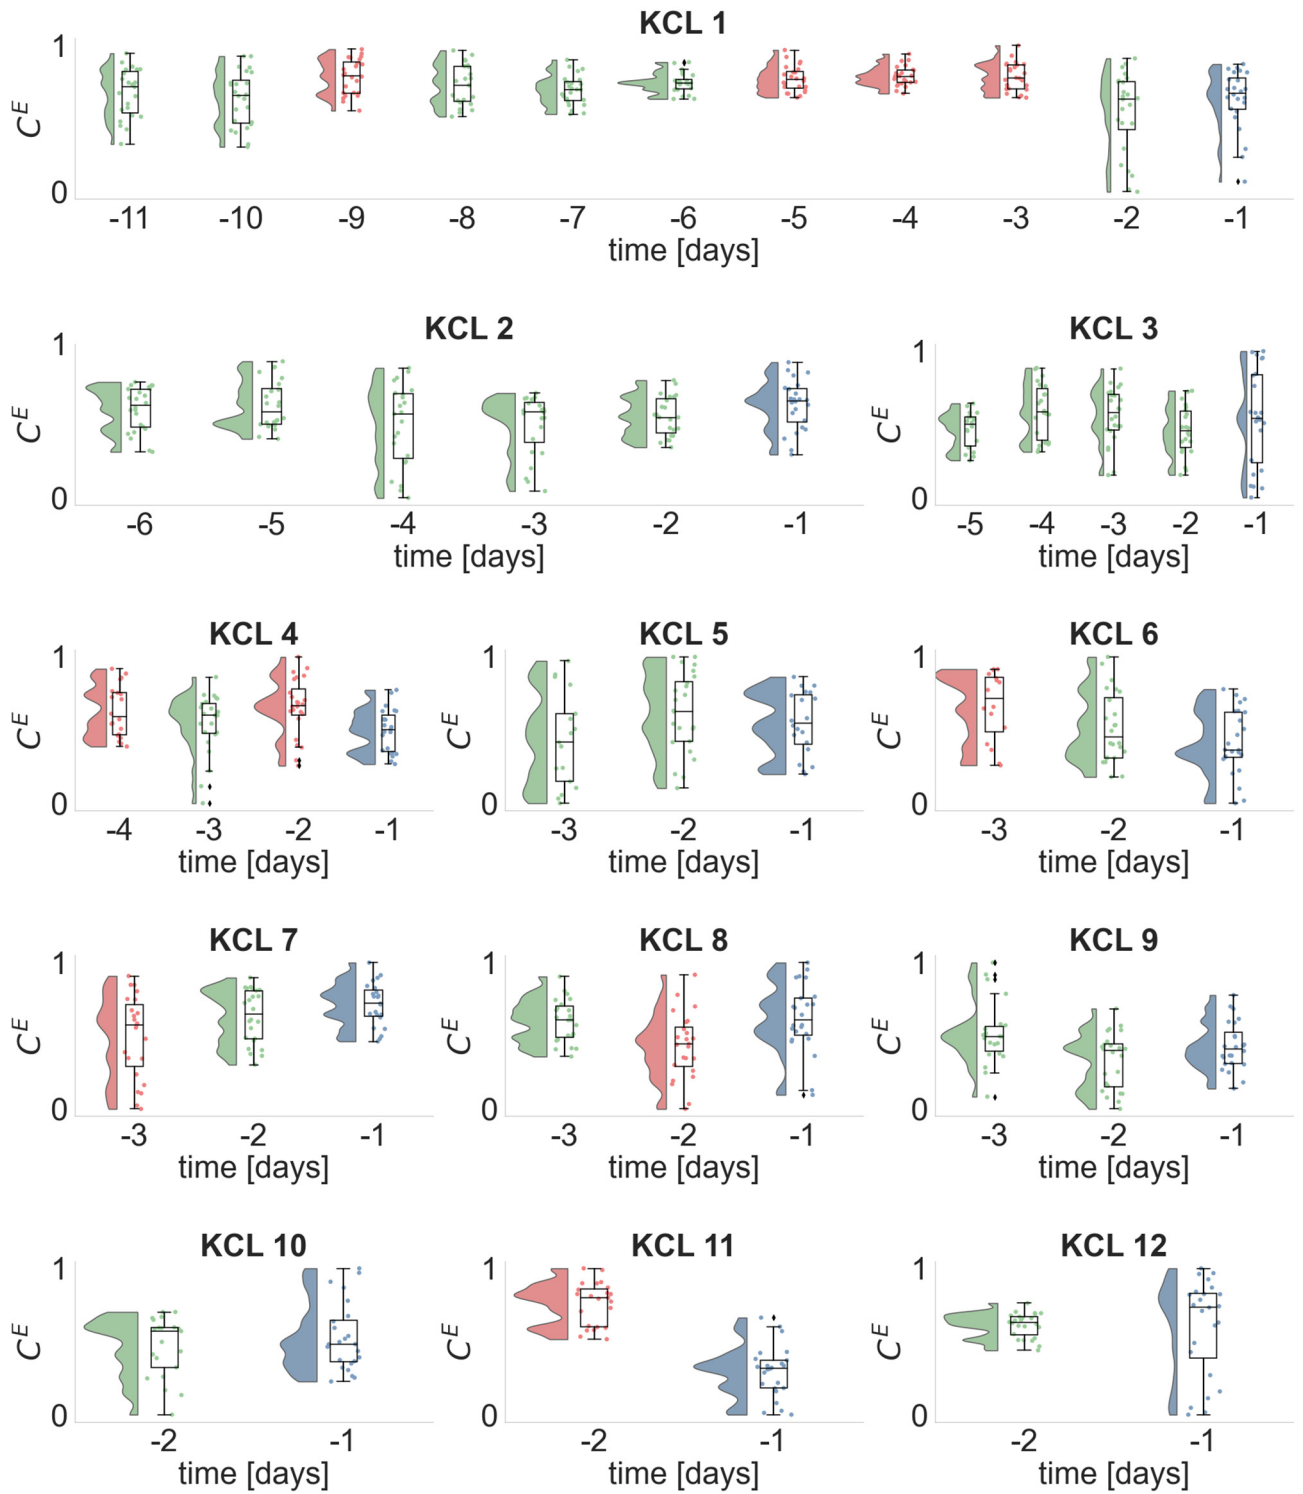 KCL 1
1
C^E
0
-11 -10 -9 -8 -7 -6 -5 -4 -3 -2 -1
time [days]
KCL 2
1
C^E
0
-6 -5 -4 -3 -2 -1
time [days]
KCL 3
1
C^E
0
-5 -4 -3 -2 -1
time [days]
KCL 4
1
C^E
0
-4 -3 -2 -1
time [days]
KCL 5
1
C^E
0
-3 -2 -1
time [days]
KCL 6
1
C^E
0
-3 -2 -1
time [days]
KCL 7
1
C^E
0
-3 -2 -1
time [days]
KCL 8
1
C^E
0
-3 -2 -1
time [days]
KCL 9
1
C^E
0
-3 -2 -1
time [days]
KCL 10
1
C^E
0
-2 -1
time [days]
KCL 11
1
C^E
0
-2 -1
time [days]
KCL 12
1
C^E
0
-2 -1
time [days]